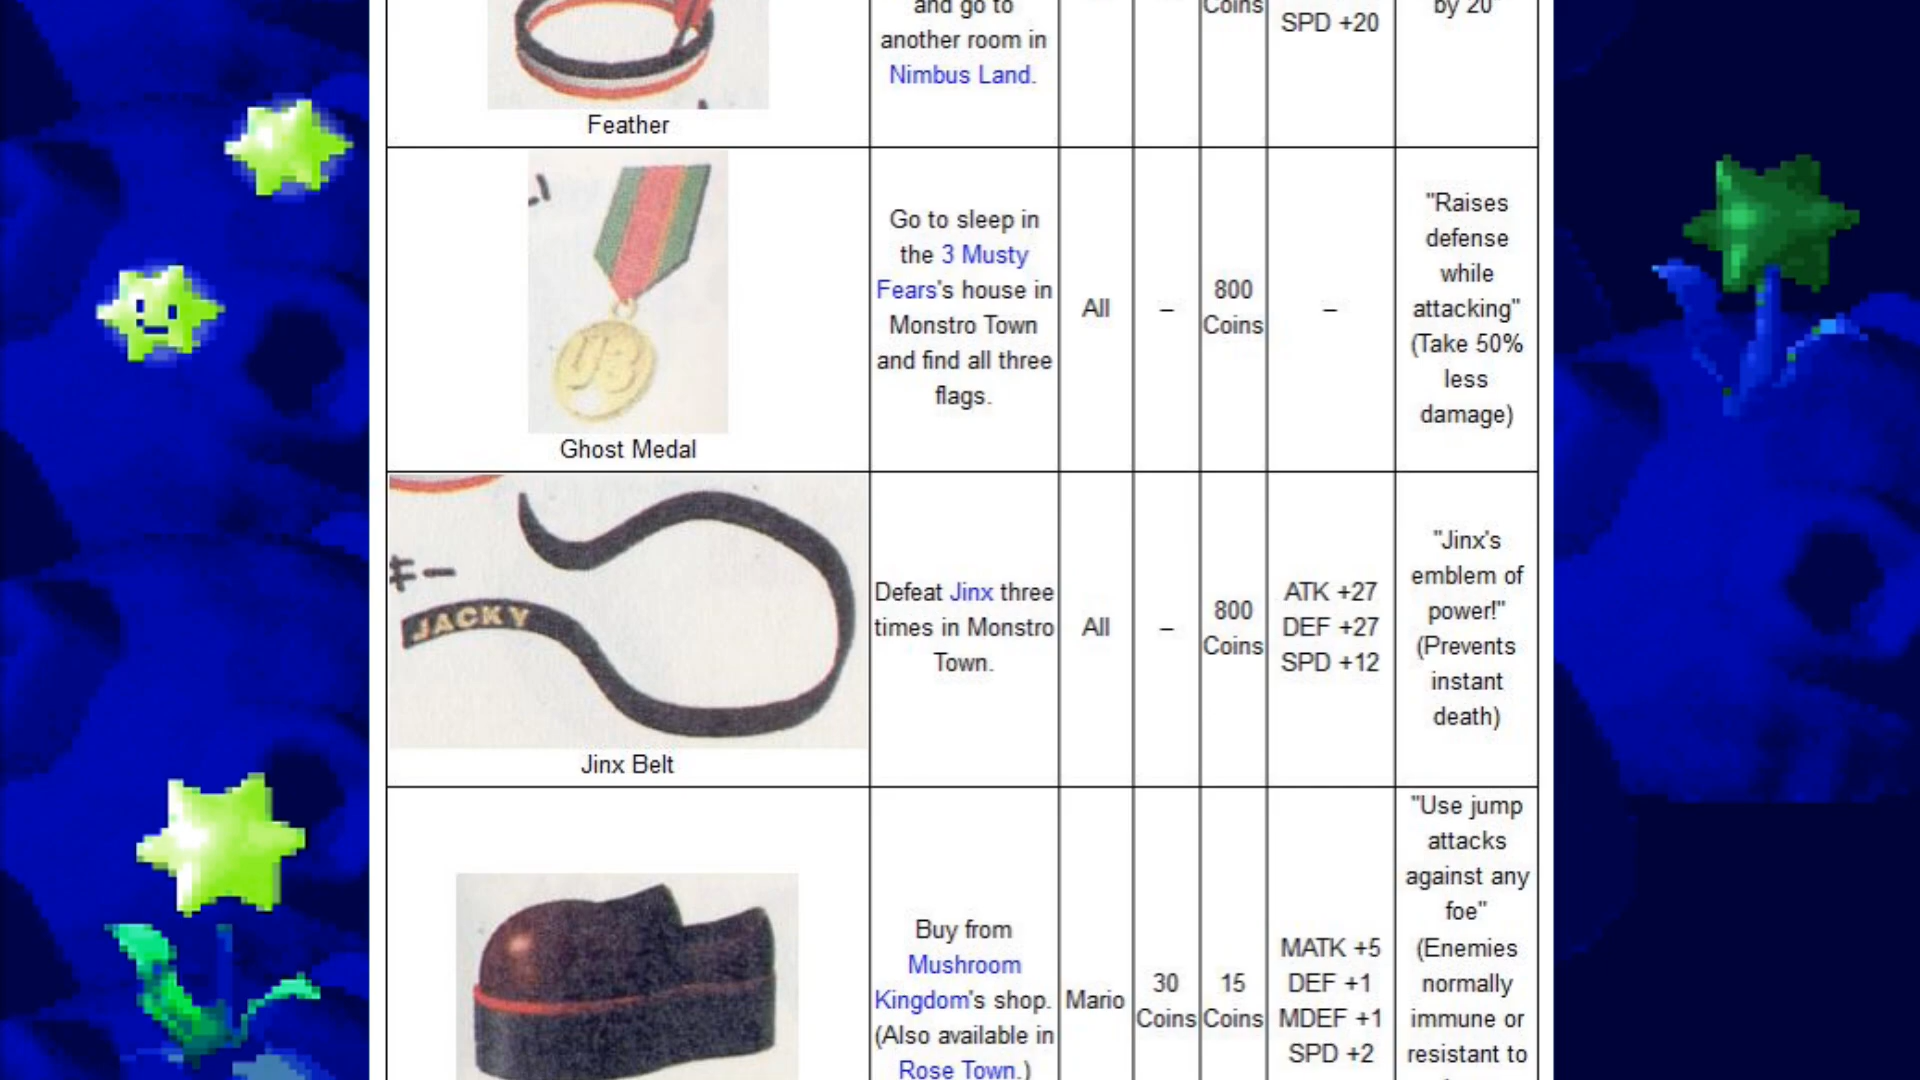 and go to
another room in
Nimbus Land.
Coins
SPD +20
by 20"
Feather
Go to sleep in
the 3 Musty
Fears's house in
Monstro Town
and find all three
flags.
All
–
800
Coins
–
"Raises
defense
while
attacking"
(Take 50%
less
damage)
Ghost Medal
キー
JACKY
Defeat Jinx three
times in Monstro
Town.
All
–
800
Coins
ATK +27
DEF +27
SPD +12
"Jinx's
emblem of
power!"
(Prevents
instant
death)
Jinx Belt
Buy from
Mushroom
Kingdom's shop.
(Also available in
Rose Town.)
Mario
30
Coins
15
Coins
MATK +5
DEF +1
MDEF +1
SPD +2
"Use jump
attacks
against any
foe"
(Enemies
normally
immune or
resistant to